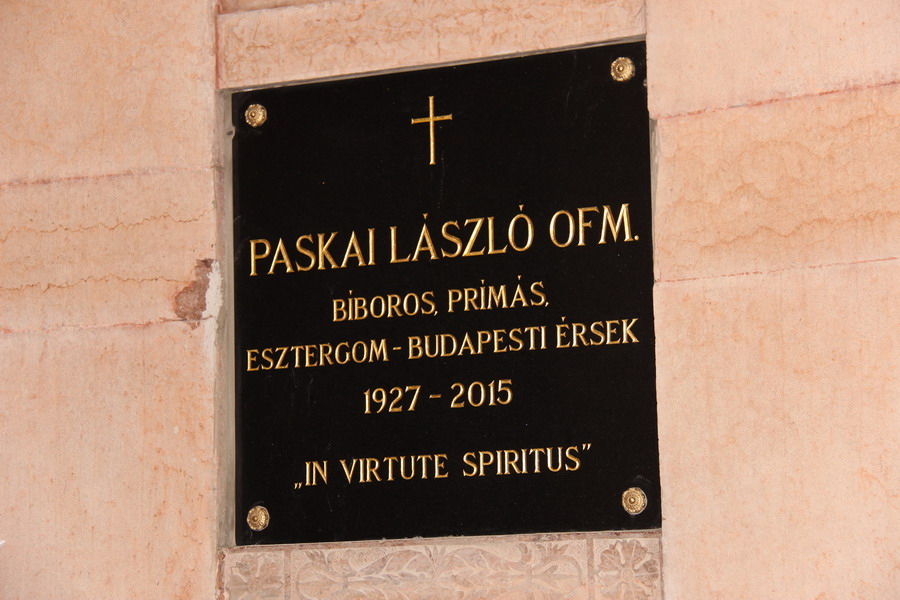 PASKAI LÁSZLÓ OFM.
BÍBOROS, PRÍMÁS,
ESZTERGOM-BUDAPESTI ÉRSEK
1927 - 2015
„IN VIRTUTE SPIRITUS”